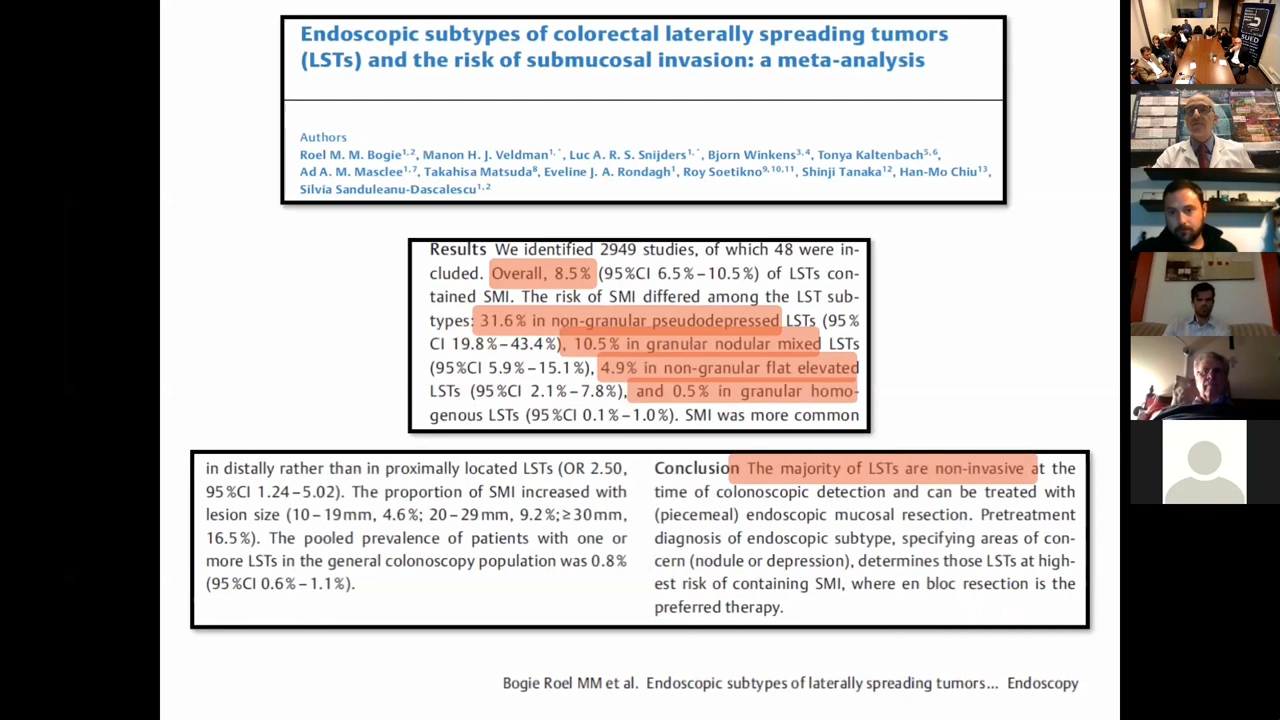 Endoscopic subtypes of colorectal laterally spreading tumors
(LSTs) and the risk of submucosal invasion: a meta-analysis
Authors
Roel M. M. Bogie1,2, Manon H. J. Veldman1,*, Luc A. R. S. Snijders1,*, Bjorn Winkens3,4, Tonya Kaltenbach5,6,
Ad A. M. Masclee1,7, Takahisa Matsuda8, Eveline J. A. Rondagh1, Roy Soetikno9,10,11, Shinji Tanaka12, Han-Mo Chiu13,
Silvia Sanduleanu-Dascalescu1,2
Results We identified 2949 studies, of which 48 were in-
cluded. Overall, 8.5% (95%CI 6.5%–10.5%) of LSTs con-
tained SMI. The risk of SMI differed among the LST sub-
types: 31.6% in non-granular pseudodepressed LSTs (95%
CI 19.8%–43.4%), 10.5% in granular nodular mixed LSTs
(95%CI 5.9%–15.1%), 4.9% in non-granular flat elevated
LSTs (95%CI 2.1%–7.8%), and 0.5% in granular homo-
genous LSTs (95%CI 0.1%–1.0%). SMI was more common
in distally rather than in proximally located LSTs (OR 2.50,
95%CI 1.24–5.02). The proportion of SMI increased with
lesion size (10–19mm, 4.6%; 20–29mm, 9.2%;≥30mm,
16.5%). The pooled prevalence of patients with one or
more LSTs in the general colonoscopy population was 0.8%
(95%CI 0.6%–1.1%).
Conclusion The majority of LSTs are non-invasive at the
time of colonoscopic detection and can be treated with
(piecemeal) endoscopic mucosal resection. Pretreatment
diagnosis of endoscopic subtype, specifying areas of con-
cern (nodule or depression), determines those LSTs at high-
est risk of containing SMI, where en bloc resection is the
preferred therapy.
Bogie Roel MM et al. Endoscopic subtypes of laterally spreading tumors... Endoscopy
SUED